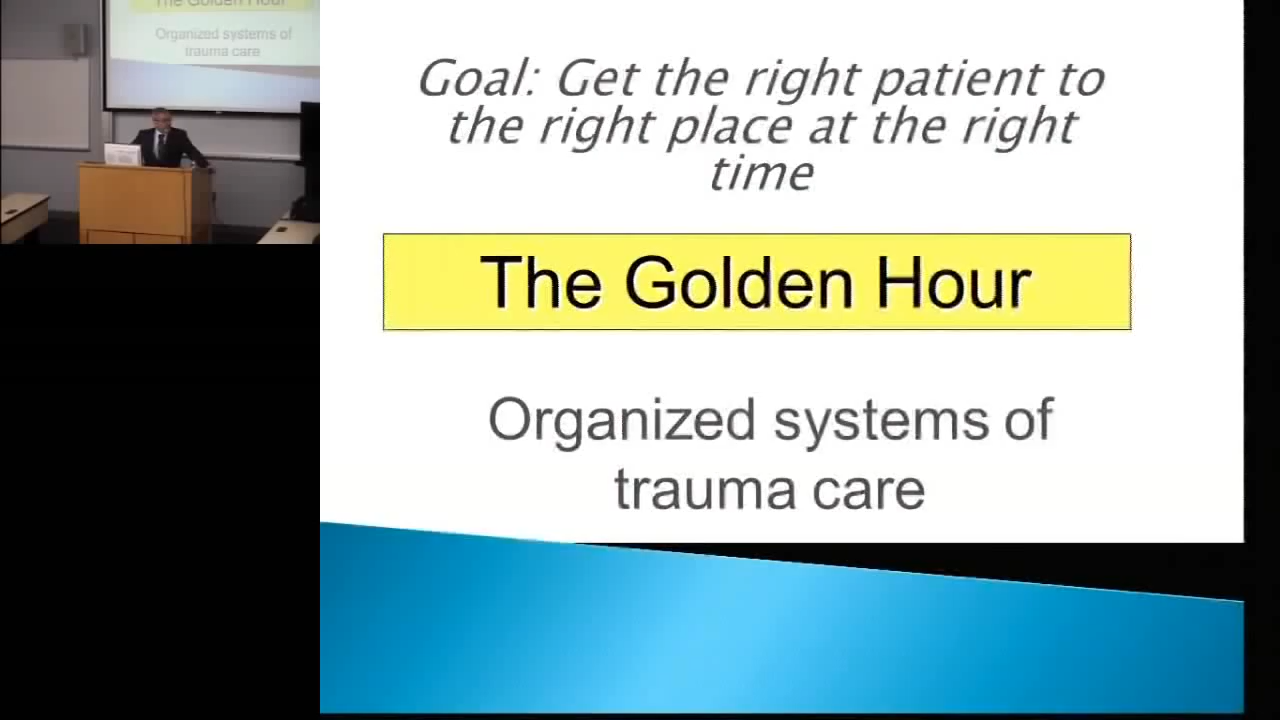 The Golden Hour
Organized systems of
trauma care
Goal: Get the right patient to
the right place at the right
time
The Golden Hour
Organized systems of
trauma care